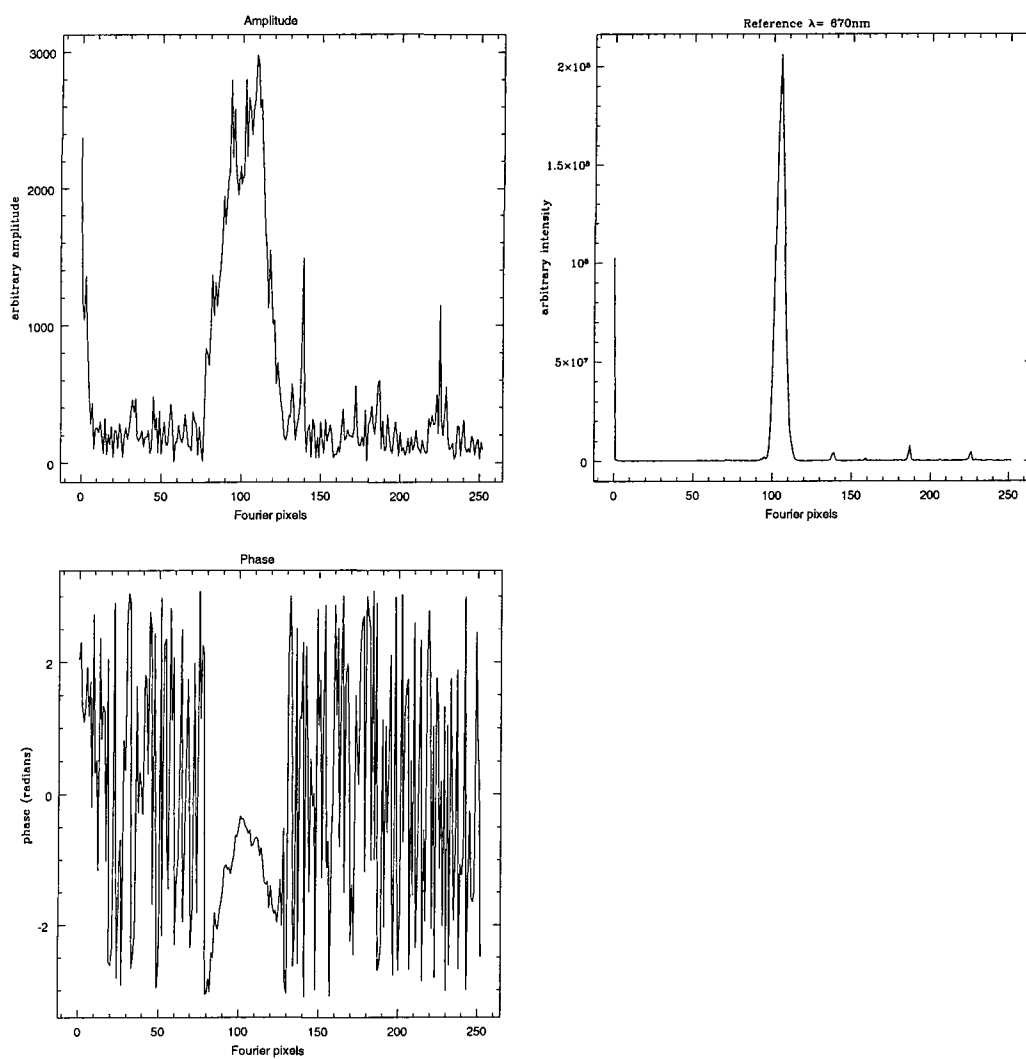 Amplitude
3000
2000
1000
0
arbitrary amplitude
0 50 100 150 200 250
Fourier pixels
Reference λ= 670nm
2×10⁸
1.5×10⁸
10⁸
5×10⁷
0
arbitrary intensity
0 50 100 150 200 250
Fourier pixels
Phase
2
0
-2
phase (radians)
0 50 100 150 200 250
Fourier pixels